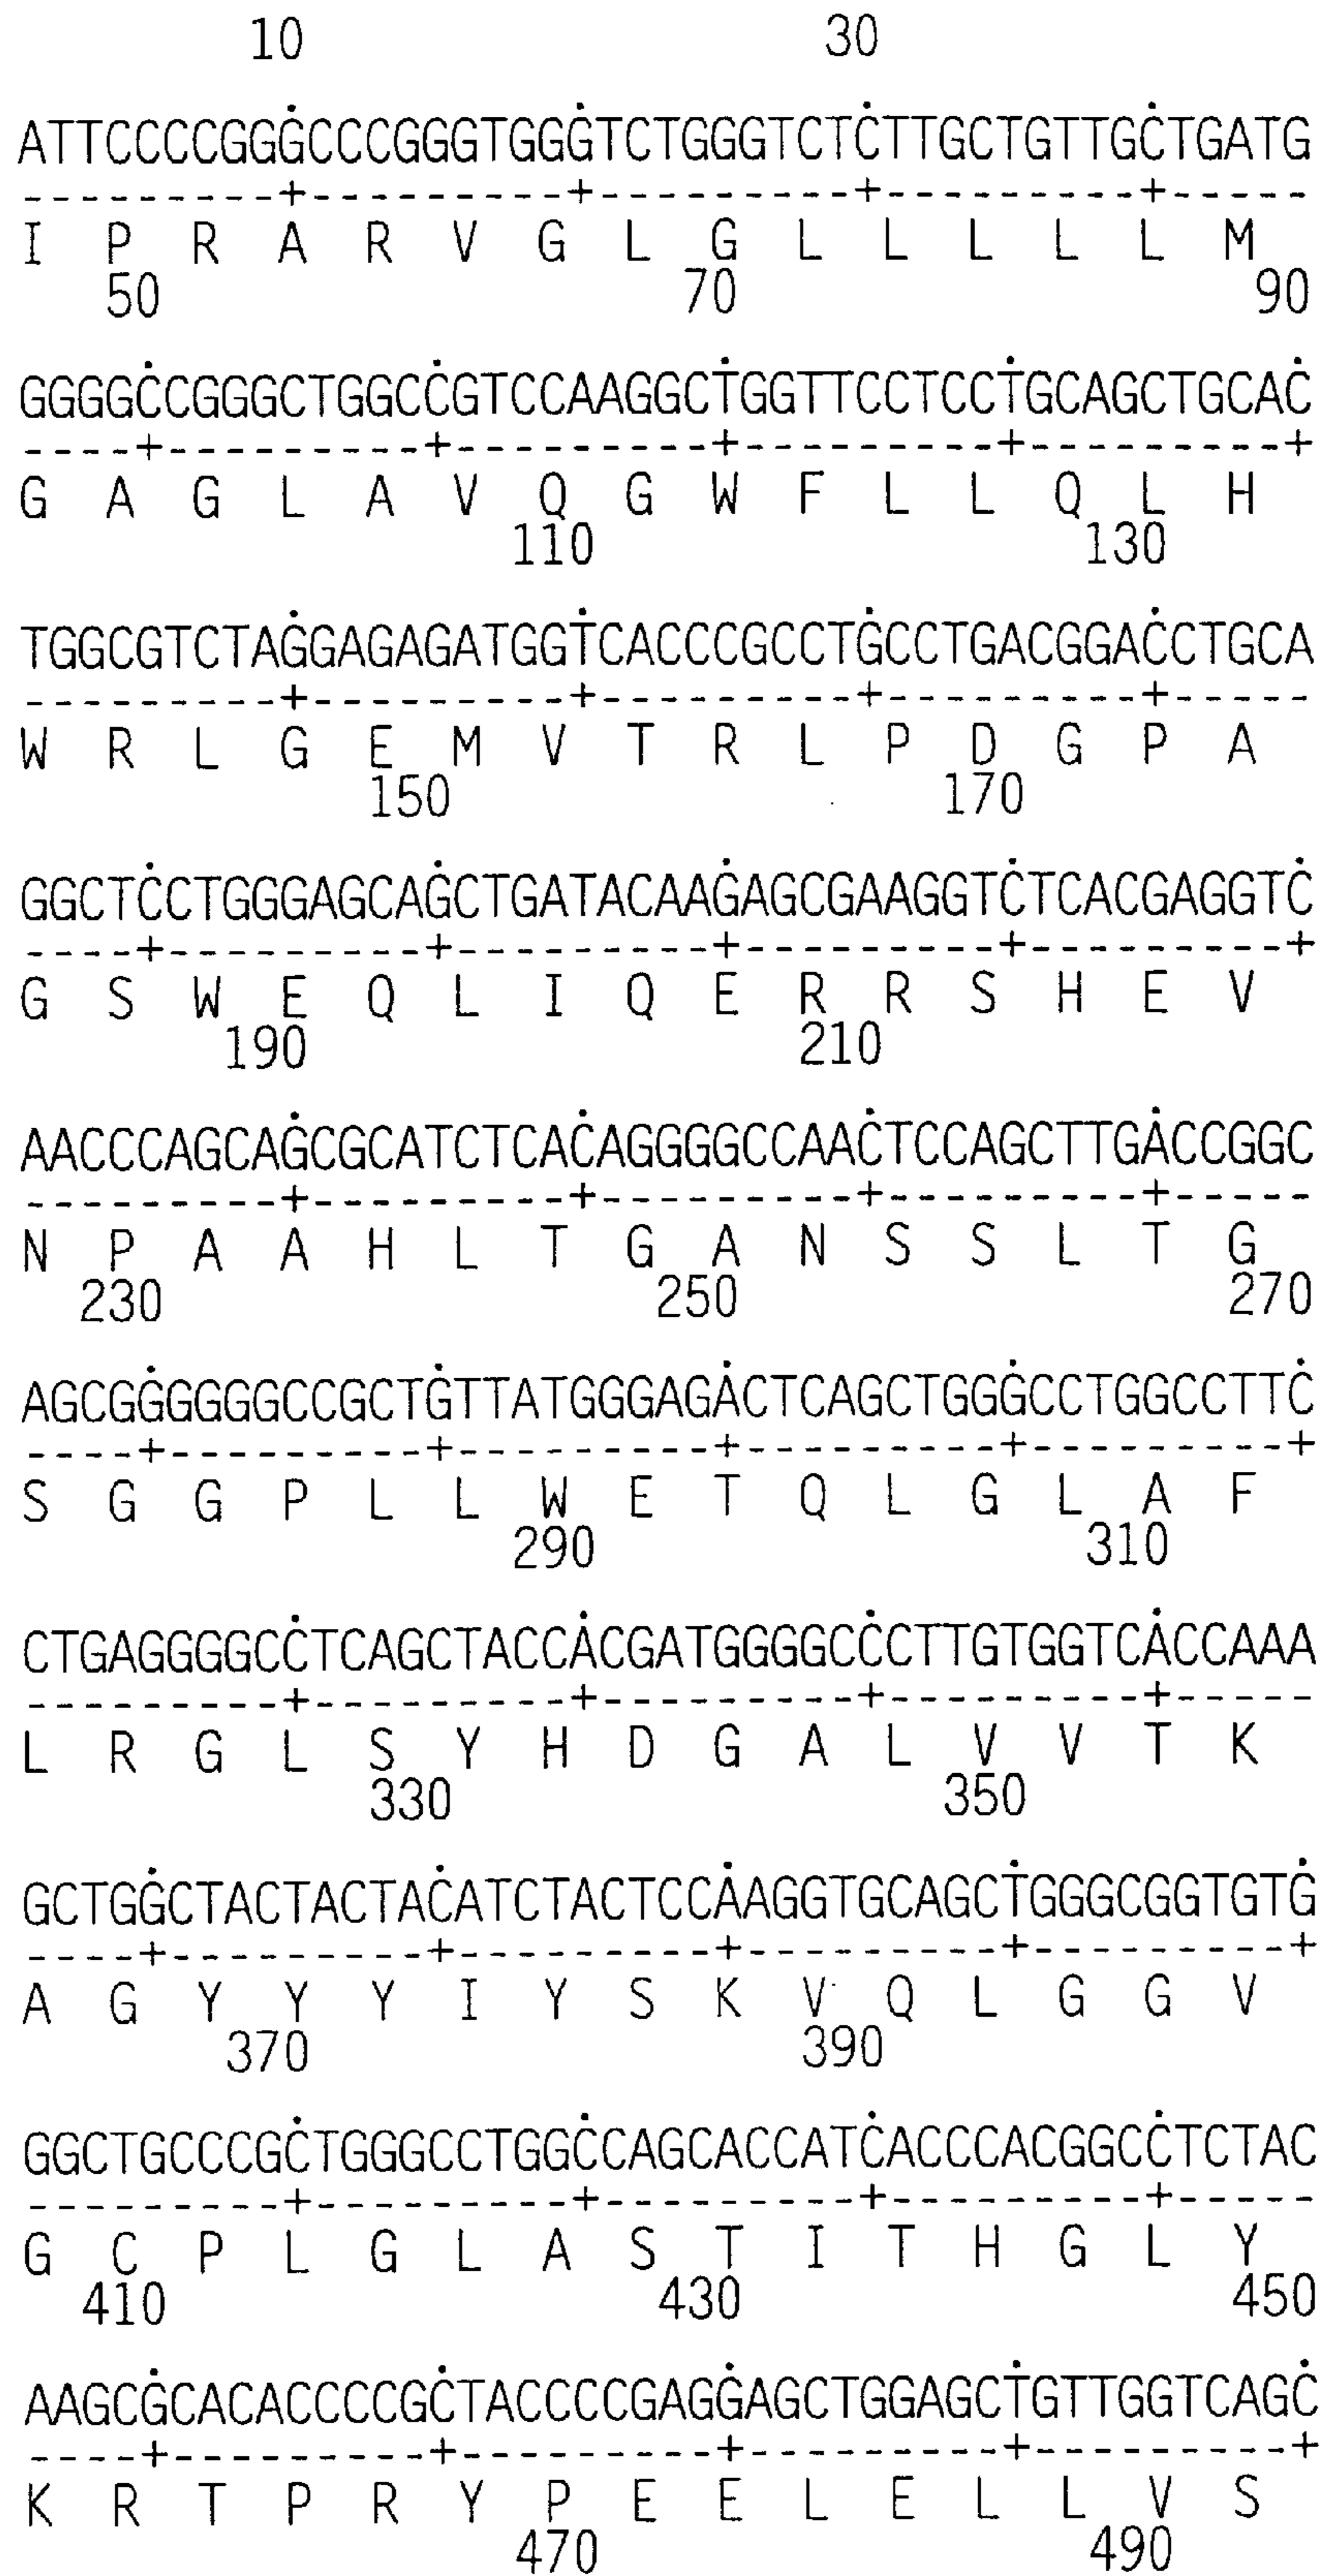 10 30
ATTCCCCGGGCCCGGGTGGGTCTGGGTCTCTTGCTGTTGCTGATG
---------+---------+---------+---------+-----
I P R A R V G L G L L L L L M
50 70 90
GGGGCCGGGCTGGCCGTCCAAGGCTGGTTCCTCCTGCAGCTGCAC
----+---------+---------+---------+---------+
G A G L A V Q G W F L L Q L H
110 130
TGGCGTCTAGGAGAGATGGTCACCCGCCTGCCTGACGGACCTGCA
---------+---------+---------+---------+-----
W R L G E M V T R L P D G P A
150 170
GGCTCCTGGGAGCAGCTGATACAAGAGCGAAGGTCTCACGAGGTC
----+---------+---------+---------+---------+
G S W E Q L I Q E R R S H E V
190 210
AACCCAGCAGCGCATCTCACAGGGGCCAACTCCAGCTTGACCGGC
---------+---------+---------+---------+-----
N P A A H L T G A N S S L T G
230 250 270
AGCGGGGGGCCGCTGTTATGGGAGACTCAGCTGGGCCTGGCCTTC
----+---------+---------+---------+---------+
S G G P L L W E T Q L G L A F
290 310
CTGAGGGGCCTCAGCTACCACGATGGGGCCCTTGTGGTCACCAAA
---------+---------+---------+---------+-----
L R G L S Y H D G A L V V T K
330 350
GCTGGCTACTACTACATCTACTCCAAGGTGCAGCTGGGCGGTGTG
----+---------+---------+---------+---------+
A G Y Y Y I Y S K V Q L G G V
370 390
GGCTGCCCGCTGGGCCTGGCCAGCACCATCACCCACGGCCTCTAC
---------+---------+---------+---------+-----
G C P L G L A S T I T H G L Y
410 430 450
AAGCGCACACCCCGCTACCCCGAGGAGCTGGAGCTGTTGGTCAGC
----+---------+---------+---------+---------+
K R T P R Y P E E L E L L V S
470 490